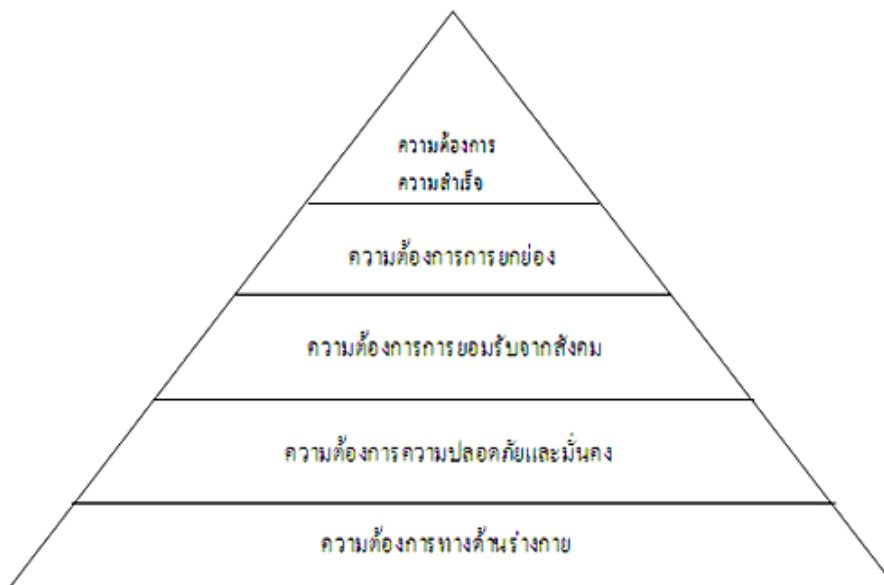 ความต้องการ
ความสำเร็จ
ความต้องการการยกย่อง
ความต้องการการยอมรับจากสังคม
ความต้องการความปลอดภัยและมั่นคง
ความต้องการทางด้านร่างกาย